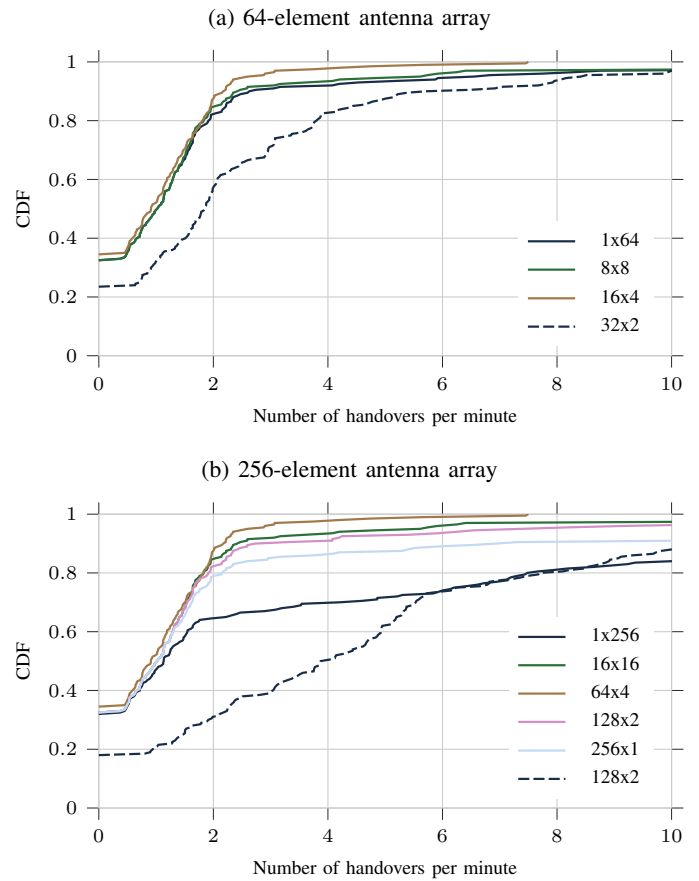 (a) 64-element antenna array
1
0.8
0.6
0.4
0.2
0
CDF
1x64
8x8
16x4
32x2
0 2 4 6 8 10
Number of handovers per minute
(b) 256-element antenna array
1
0.8
0.6
0.4
0.2
0
CDF
1x256
16x16
64x4
128x2
256x1
128x2
0 2 4 6 8 10
Number of handovers per minute